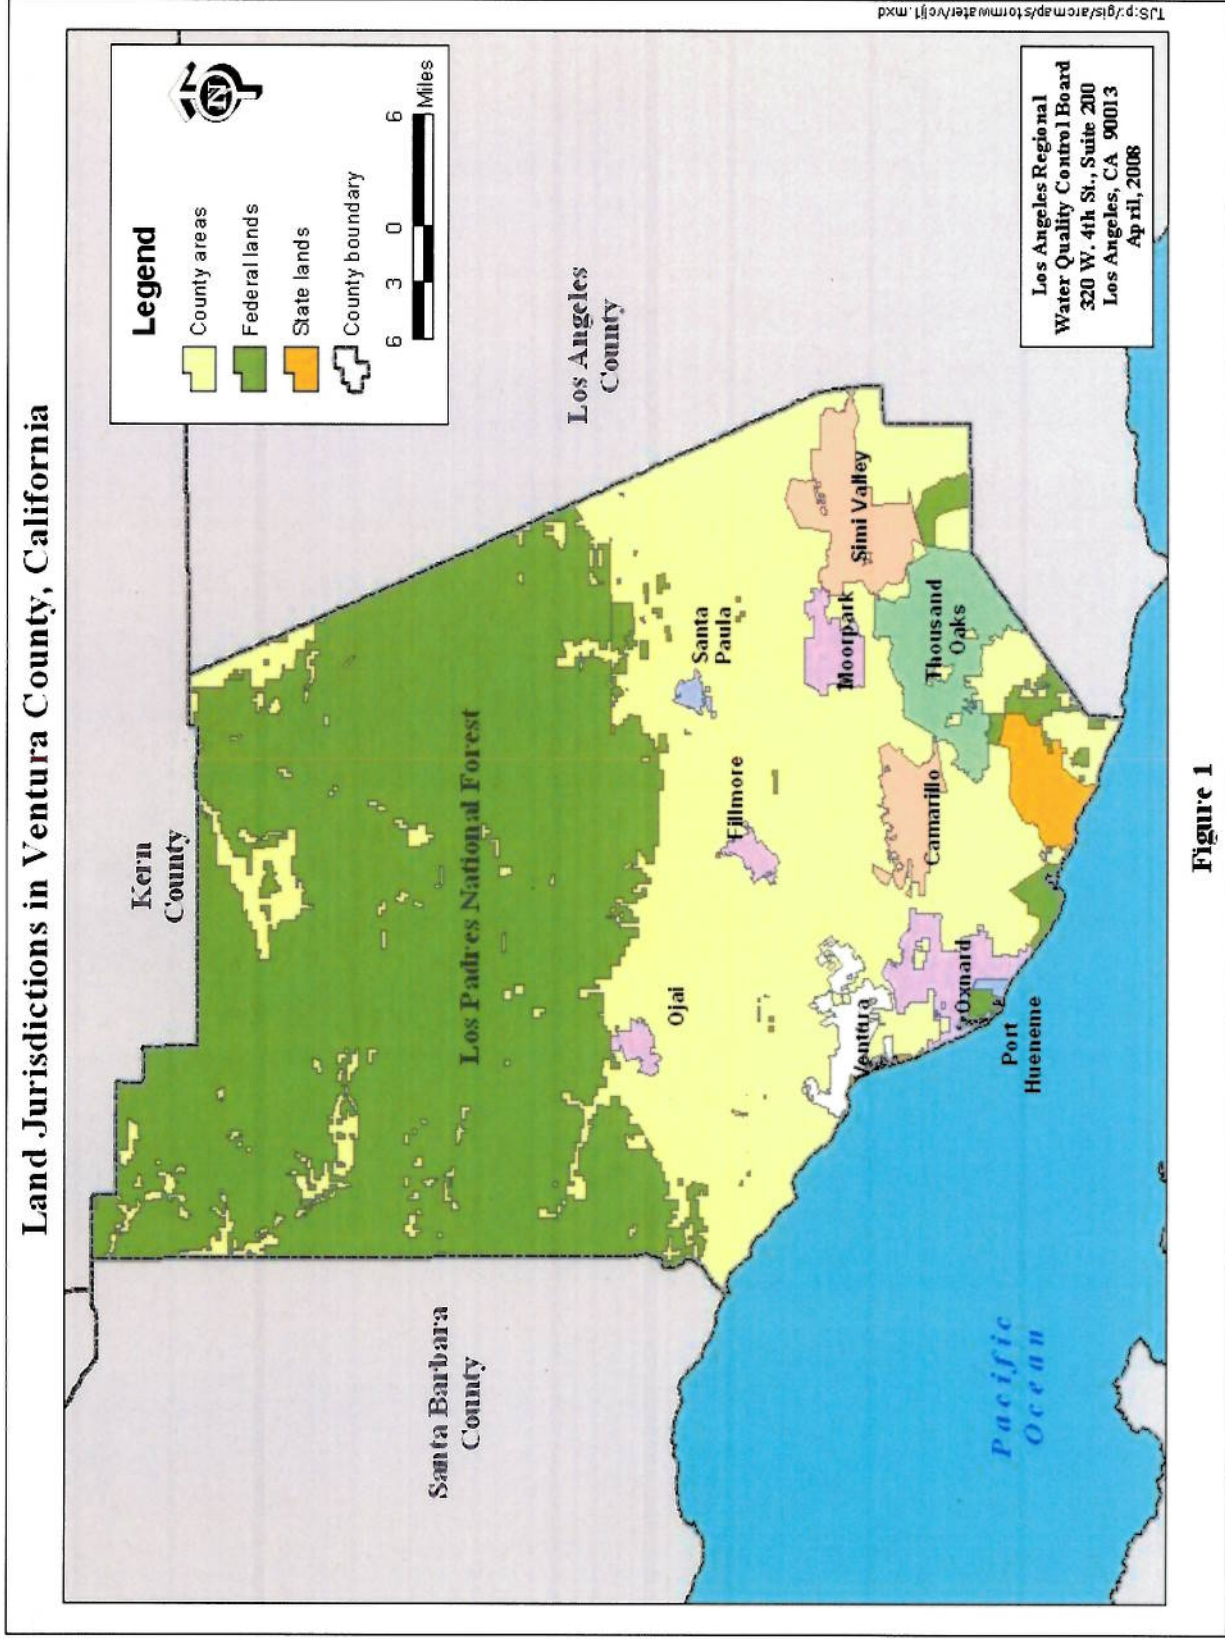 Land Jurisdictions in Ventura County, California
Kern
County
Legend
County areas
Federal lands
State lands
County boundary
N
6 3 0 6
Miles
Los Angeles
County
Santa Barbara
County
Los Padres National Forest
Ojai
Santa
Paula
Fillmore
Simi Valley
Moorpark
Thousand
Oaks
Camarillo
Ventura
Oxnard
Port
Hueneme
Pacific
Ocean
Los Angeles Regional
Water Quality Control Board
320 W. 4th St., Suite 200
Los Angeles, CA 90013
April, 2008
Figure 1
TJS:p:/gis/arcmap/stormwater/vcljf1.mxd